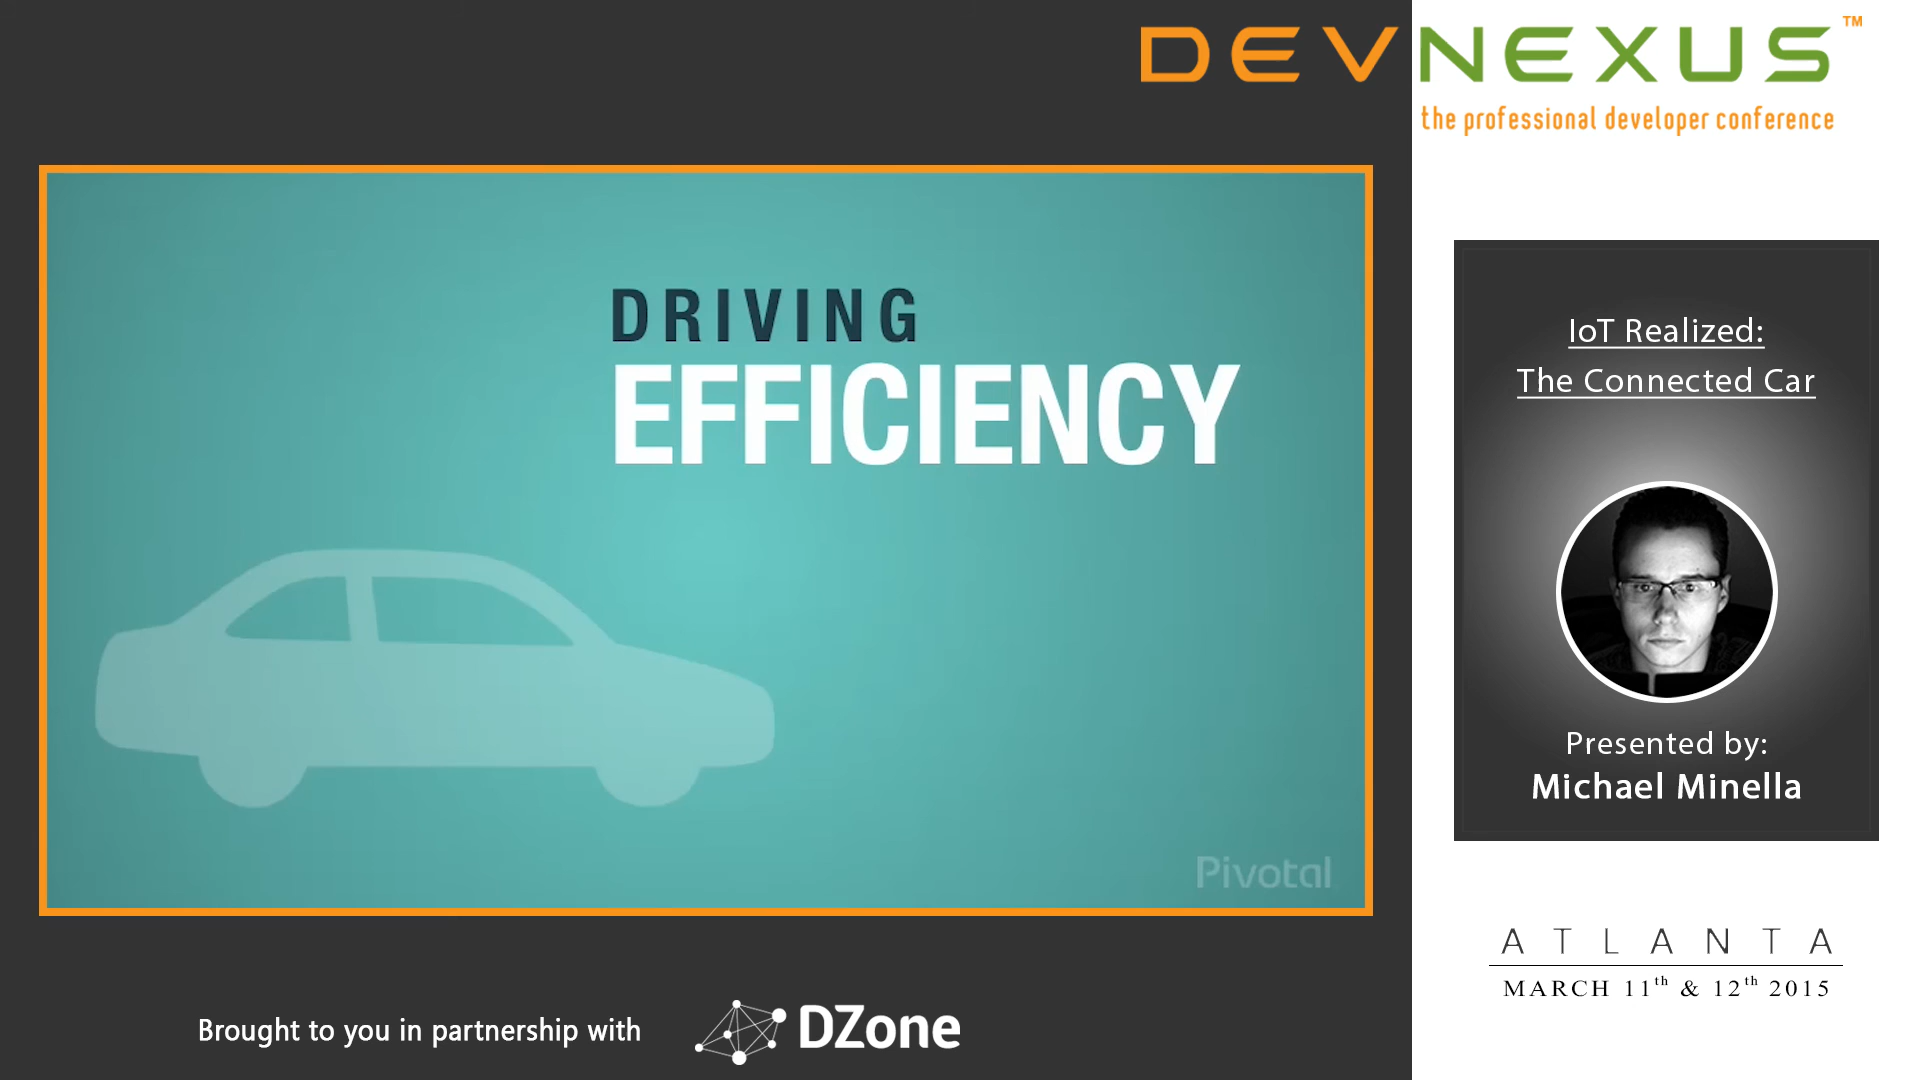 DEVNEXUS™
the professional developer conference
DRIVING
EFFICIENCY
Pivotal
IoT Realized:
The Connected Car
Presented by:
Michael Minella
ATLANTA
MARCH 11th & 12th 2015
Brought to you in partnership with
DZone